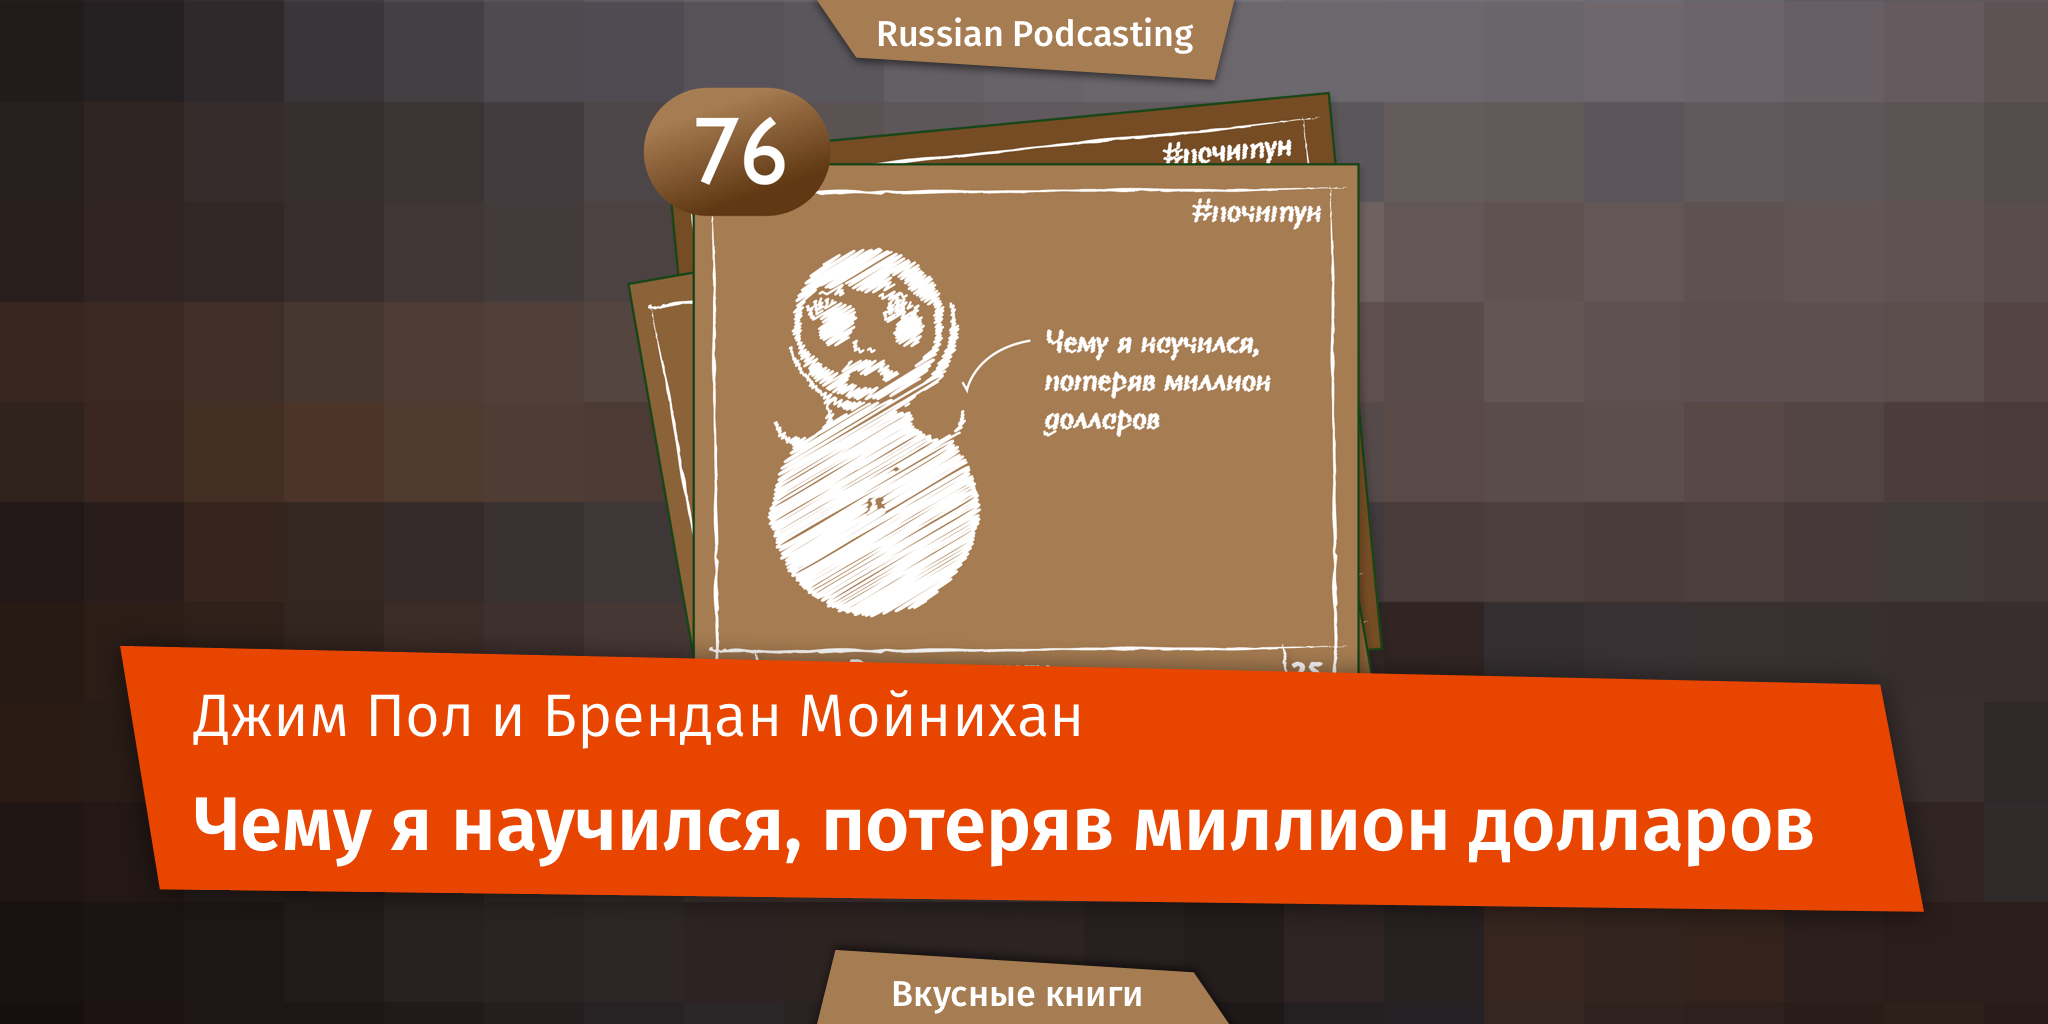 Russian Podcasting
76
#почитун
#почитун
Чему я научился,
потеряв миллион
долларов
Джим Пол и Брендан Мойнихан
Чему я научился, потеряв миллион долларов
Вкусные книги